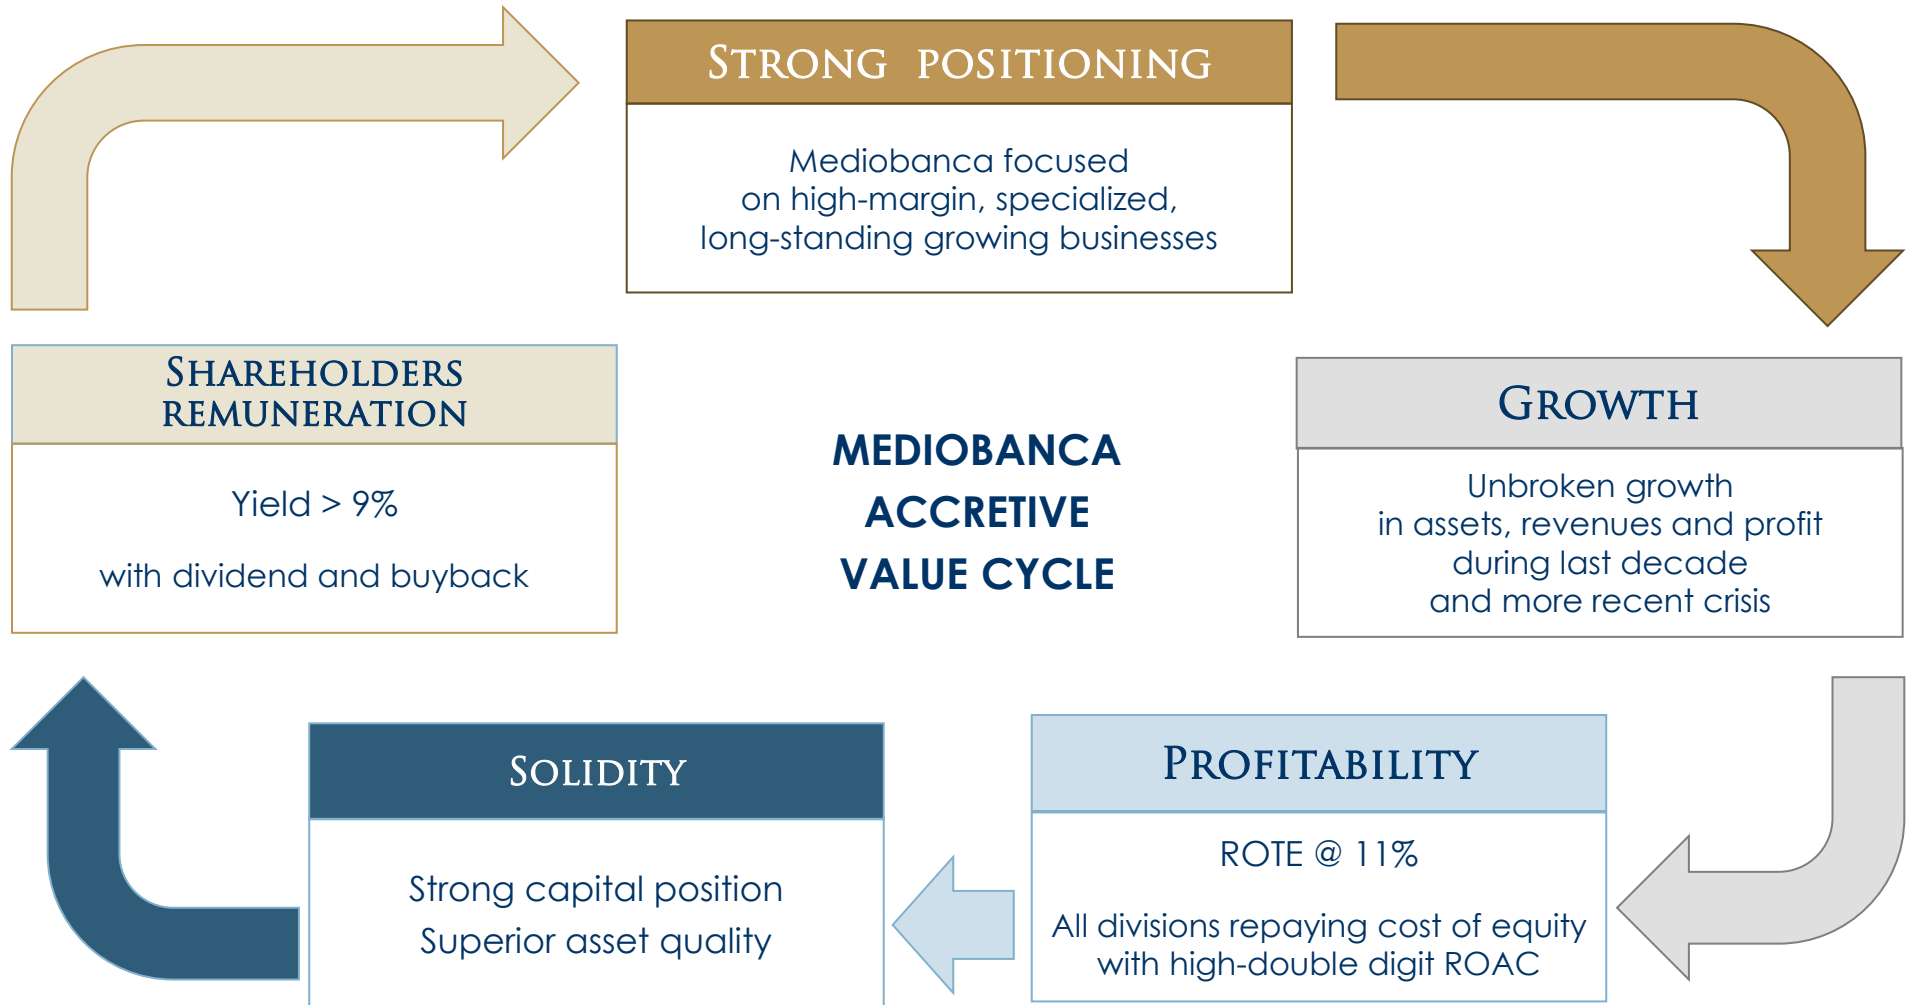 STRONG POSITIONING
Mediobanca focused
on high-margin, specialized,
long-standing growing businesses
SHAREHOLDERS
REMUNERATION
Yield > 9%
with dividend and buyback
MEDIOBANCA
ACCRETIVE
VALUE CYCLE
GROWTH
Unbroken growth
in assets, revenues and profit
during last decade
and more recent crisis
SOLIDITY
Strong capital position
Superior asset quality
PROFITABILITY
ROTE @ 11%
All divisions repaying cost of equity
with high-double digit ROAC